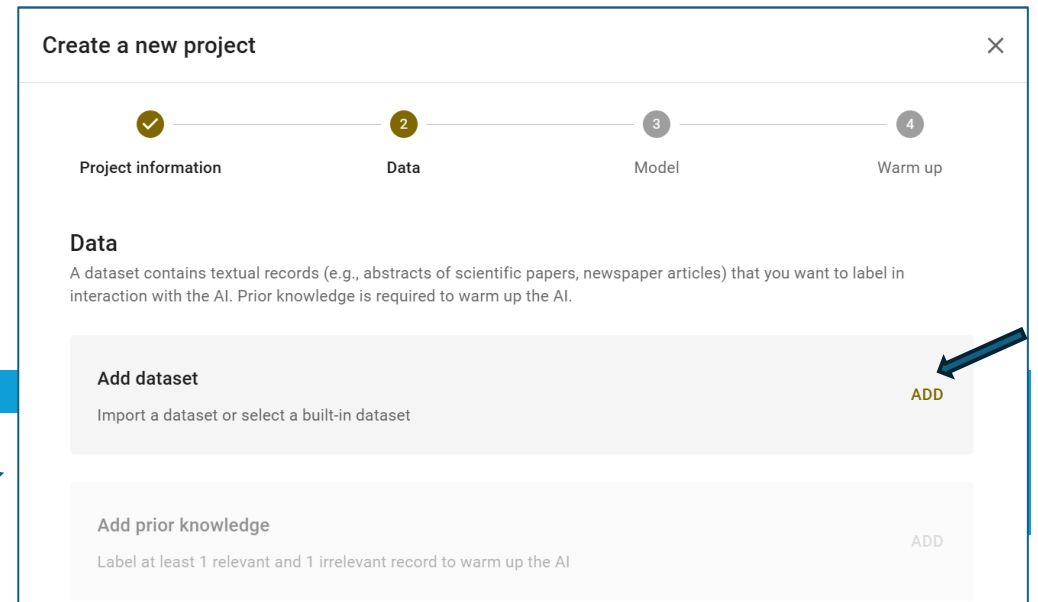 Create a new project
2
3
4
Project information
Data
Model
Warm up
Data
A dataset contains textual records (e.g., abstracts of scientific papers, newspaper articles) that you want to label in
interaction with the AI. Prior knowledge is required to warm up the AI.
Add dataset
ADD
Import a dataset or select a built-in dataset
Add prior knowledge
ADD
Label at least 1 relevant and 1 irrelevant record to warm up the AI